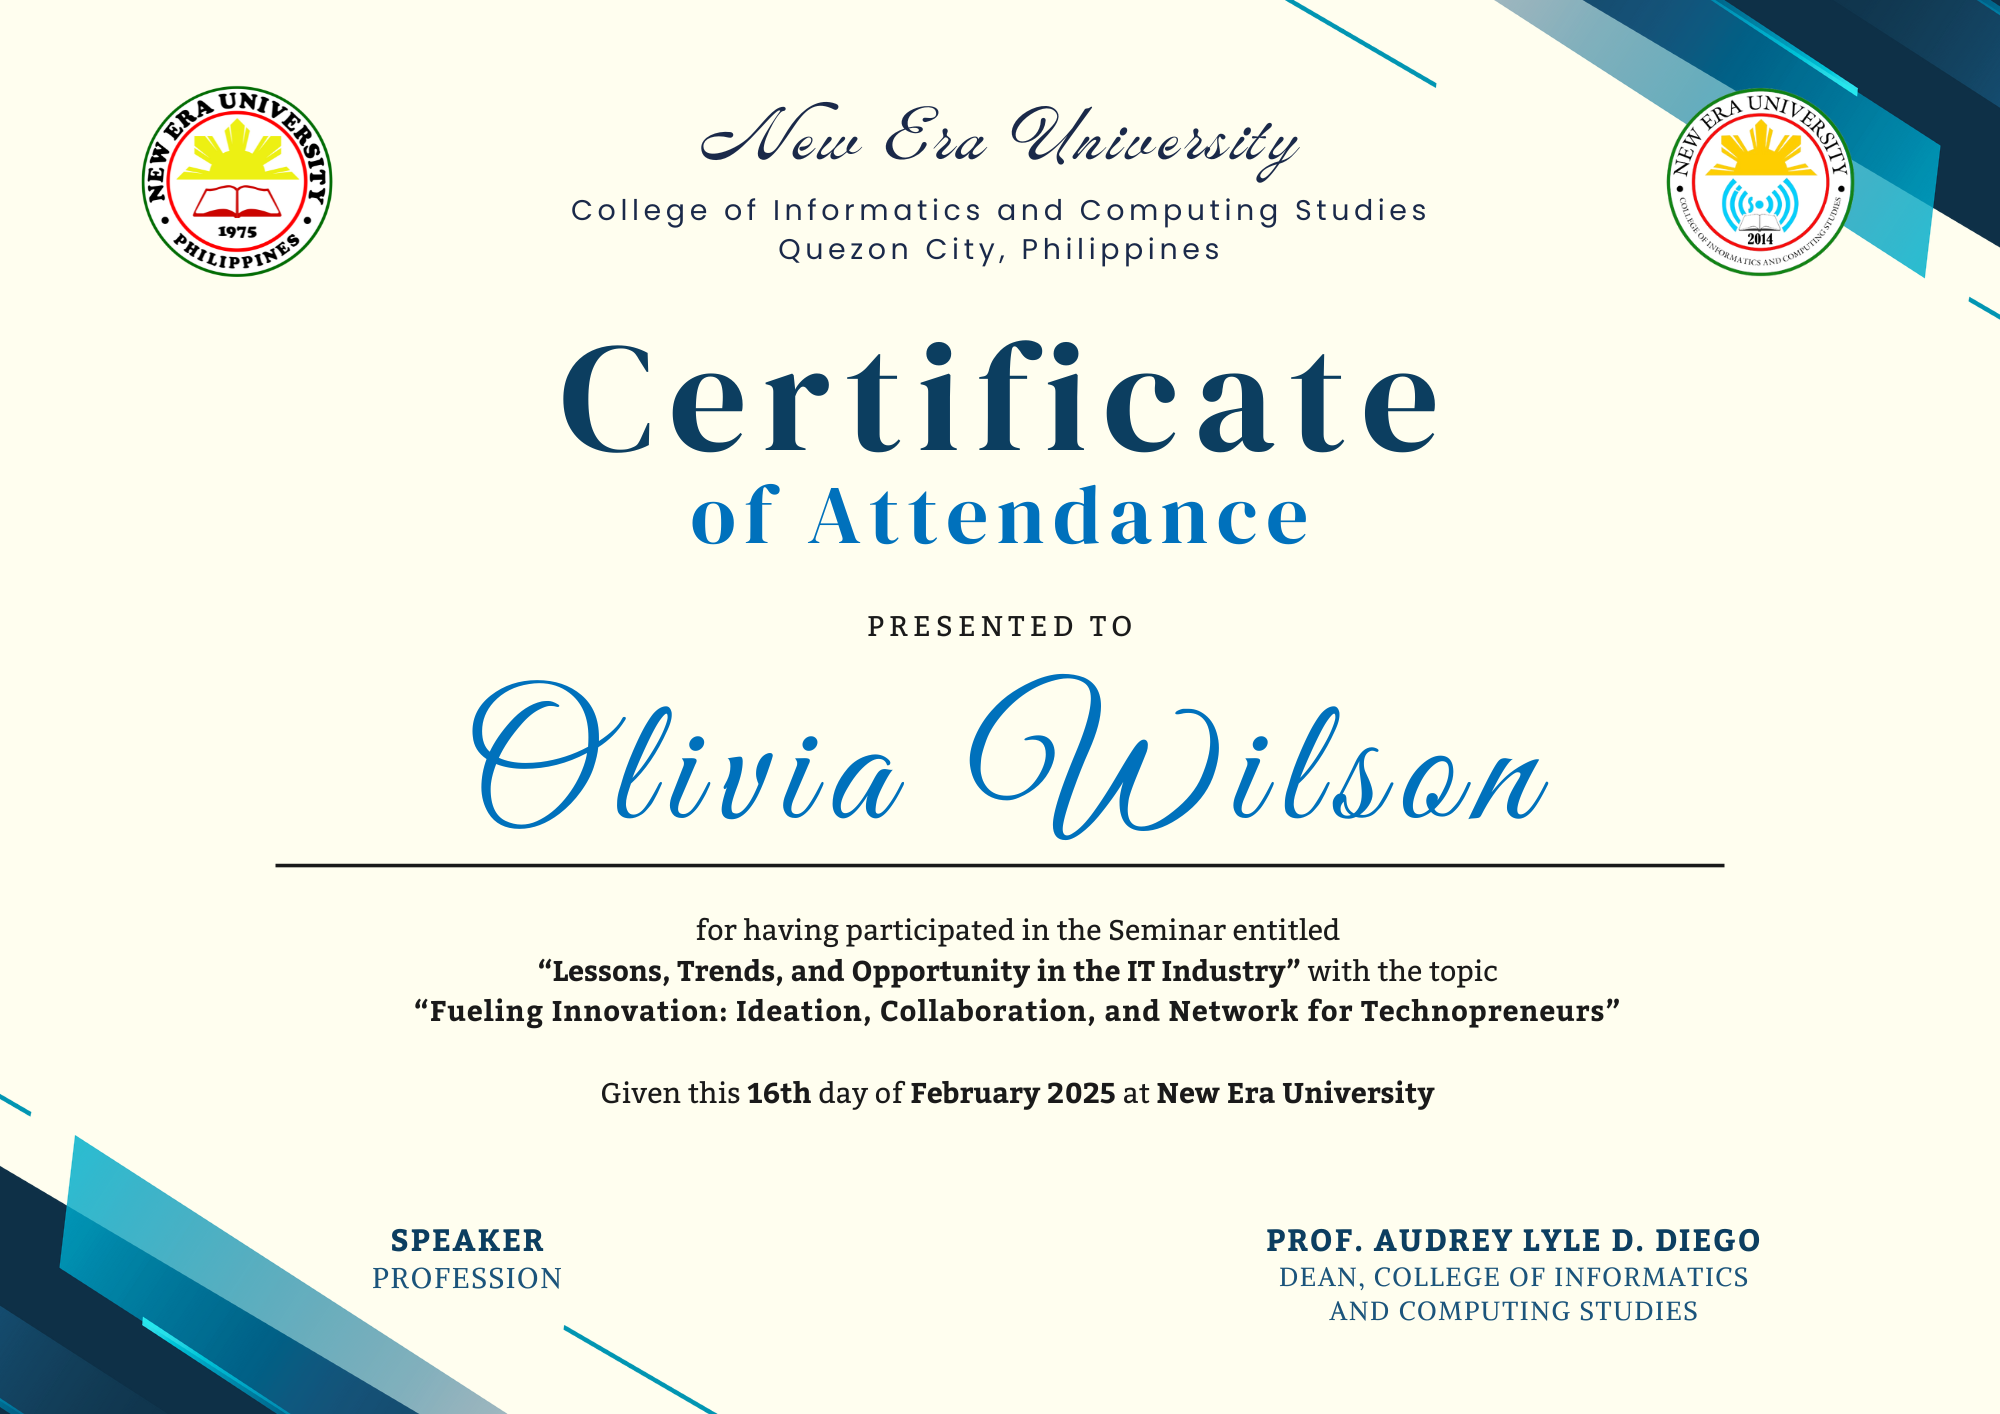 NEW ERA UNIVERSITY
1975
PHILIPPINES
New Era University
College of Informatics and Computing Studies
Quezon City, Philippines
NEW ERA UNIVERSITY
2014
COLLEGE OF INFORMATICS AND COMPUTING STUDIES
Certificate
of Attendance
PRESENTED TO
Olivia Wilson
for having participated in the Seminar entitled
“Lessons, Trends, and Opportunity in the IT Industry” with the topic
“Fueling Innovation: Ideation, Collaboration, and Network for Technopreneurs”
Given this 16th day of February 2025 at New Era University
SPEAKER
PROFESSION
PROF. AUDREY LYLE D. DIEGO
DEAN, COLLEGE OF INFORMATICS
AND COMPUTING STUDIES